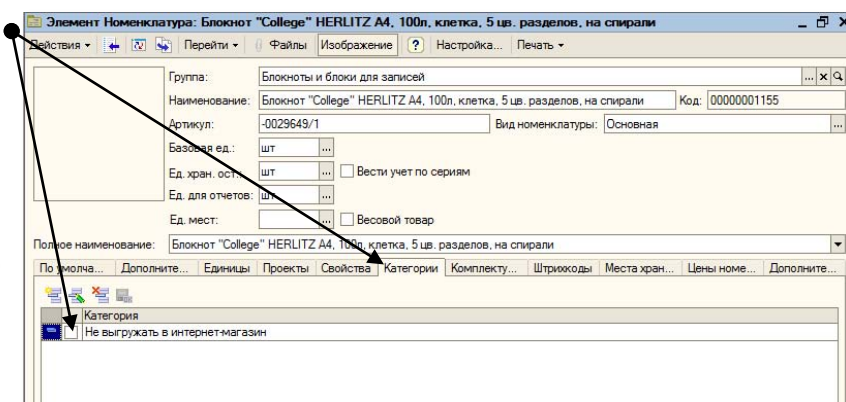 Элемент Номенклатура: Блокнот "College" HERLITZ А4, 100л, клетка, 5 цв. разделов, на спирали
Действия Перейти Файлы Изображение ? Настройка... Печать
Группа: Блокноты и блоки для записей ...
Наименование: Блокнот "College" HERLITZ А4, 100л, клетка, 5 цв. разделов, на спирали Код: 00000001155
Артикул: -0029649/1 Вид номенклатуры: Основная ...
Базовая ед.: шт ...
Ед. хран. ост.: шт ... Вести учет по сериям
Ед. для отчетов: шт ...
Ед. мест: ... Весовой товар
Полное наименование: Блокнот "College" HERLITZ А4, 100л, клетка, 5 цв. разделов, на спирали
По умолча... Дополните... Единицы Проекты Свойства Категории Комплекту... Штрихкоды Места хран... Цены номе... Дополните...
Категория
Не выгружать в интернет-магазин